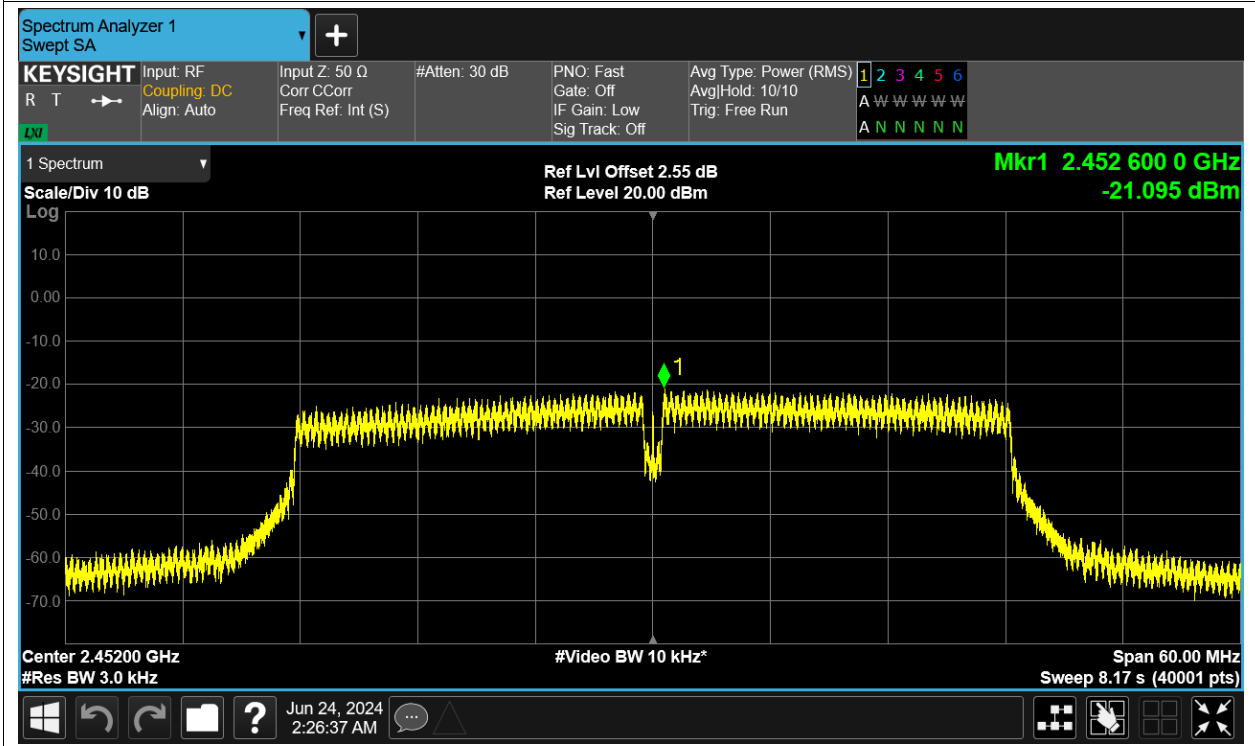 Spectrum Analyzer 1
Swept SA
+
KEYSIGHT
R T
LXI
Input: RF
Coupling: DC
Align: Auto
Input Z: 50 Ω
Corr CCorr
Freq Ref: Int (S)
#Atten: 30 dB
PNO: Fast
Gate: Off
IF Gain: Low
Sig Track: Off
Avg Type: Power (RMS)
Avg|Hold: 10/10
Trig: Free Run
1 2 3 4 5 6
A W W W W W
A N N N N N
1 Spectrum
Scale/Div 10 dB
Log
Ref Lvl Offset 2.55 dB
Ref Level 20.00 dBm
Mkr1 2.452 600 0 GHz
-21.095 dBm
10.0
0.00
-10.0
-20.0
-30.0
-40.0
-50.0
-60.0
-70.0
1
Center 2.45200 GHz
#Res BW 3.0 kHz
#Video BW 10 kHz*
Span 60.00 MHz
Sweep 8.17 s (40001 pts)
?
Jun 24, 2024
2:26:37 AM